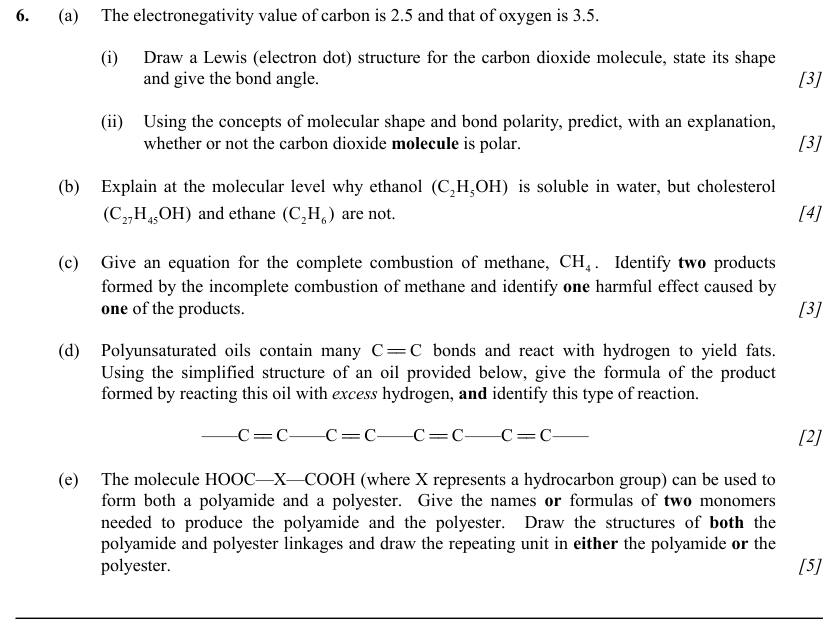 6. (a) The electronegativity value of carbon is 2.5 and that of oxygen is 3.5.
(i) Draw a Lewis (electron dot) structure for the carbon dioxide molecule, state its shape
and give the bond angle. [3]
(ii) Using the concepts of molecular shape and bond polarity, predict, with an explanation,
whether or not the carbon dioxide molecule is polar. [3]
(b) Explain at the molecular level why ethanol (C₂H₅OH) is soluble in water, but cholesterol
(C₂₇H₄₅OH) and ethane (C₂H₆) are not. [4]
(c) Give an equation for the complete combustion of methane, CH₄. Identify two products
formed by the incomplete combustion of methane and identify one harmful effect caused by
one of the products. [3]
(d) Polyunsaturated oils contain many C═C bonds and react with hydrogen to yield fats.
Using the simplified structure of an oil provided below, give the formula of the product
formed by reacting this oil with excess hydrogen, and identify this type of reaction.
——C═C——C═C——C═C——C═C—— [2]
(e) The molecule HOOC—X—COOH (where X represents a hydrocarbon group) can be used to
form both a polyamide and a polyester. Give the names or formulas of two monomers
needed to produce the polyamide and the polyester. Draw the structures of both the
polyamide and polyester linkages and draw the repeating unit in either the polyamide or the
polyester. [5]